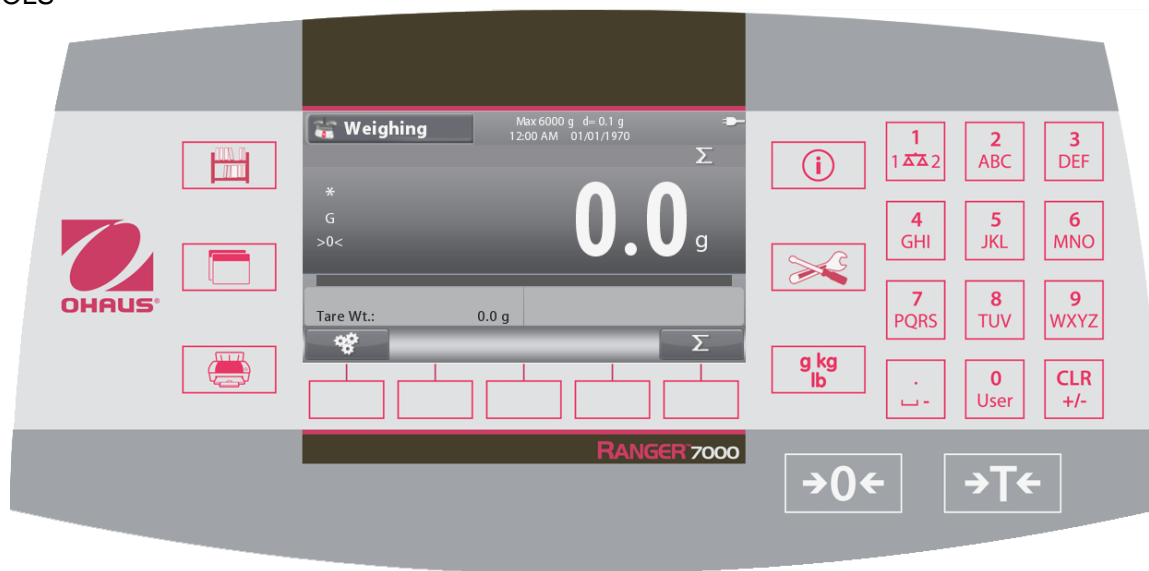 Weighing
Max 6000 g d= 0.1 g
12:00 AM 01/01/1970
Σ
*
G
>0<
0.0 g
Tare Wt.: 0.0 g
Σ
OHAUS®
RANGER™7000
i
g kg
lb
1
1 2
2
ABC
3
DEF
4
GHI
5
JKL
6
MNO
7
PQRS
8
TUV
9
WXYZ
.
⎵ -
0
User
CLR
+/-
→0←
→T←